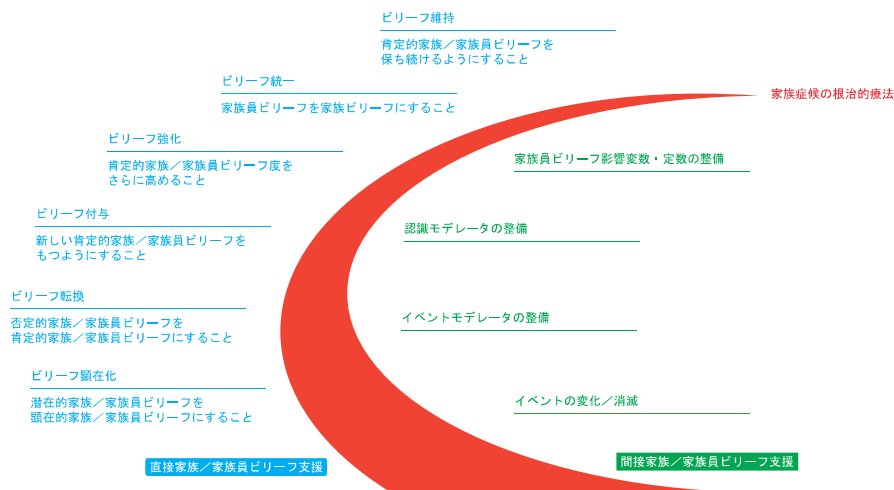 ビリーフ維持
肯定的家族／家族員ビリーフを
保ち続けるようにすること
ビリーフ統一
家族員ビリーフを家族ビリーフにすること
ビリーフ強化
肯定的家族／家族員ビリーフ度を
さらに高めること
ビリーフ付与
新しい肯定的家族／家族員ビリーフを
もつようにすること
ビリーフ転換
否定的家族／家族員ビリーフを
肯定的家族／家族員ビリーフにすること
ビリーフ顕在化
潜在的家族／家族員ビリーフを
顕在的家族／家族員ビリーフにすること
直接家族／家族員ビリーフ支援
家族症候の根治的療法
家族員ビリーフ影響変数・定数の整備
認識モデレータの整備
イベントモデレータの整備
イベントの変化／消滅
間接家族／家族員ビリーフ支援